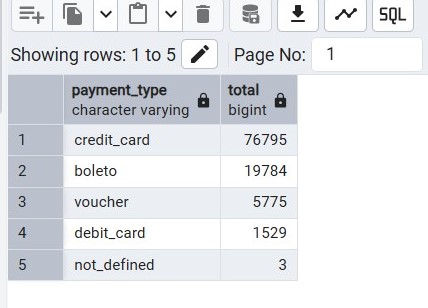 SQL
Showing rows: 1 to 5 Page No: 1
payment_type total
character varying bigint
1 credit_card 76795
2 boleto 19784
3 voucher 5775
4 debit_card 1529
5 not_defined 3